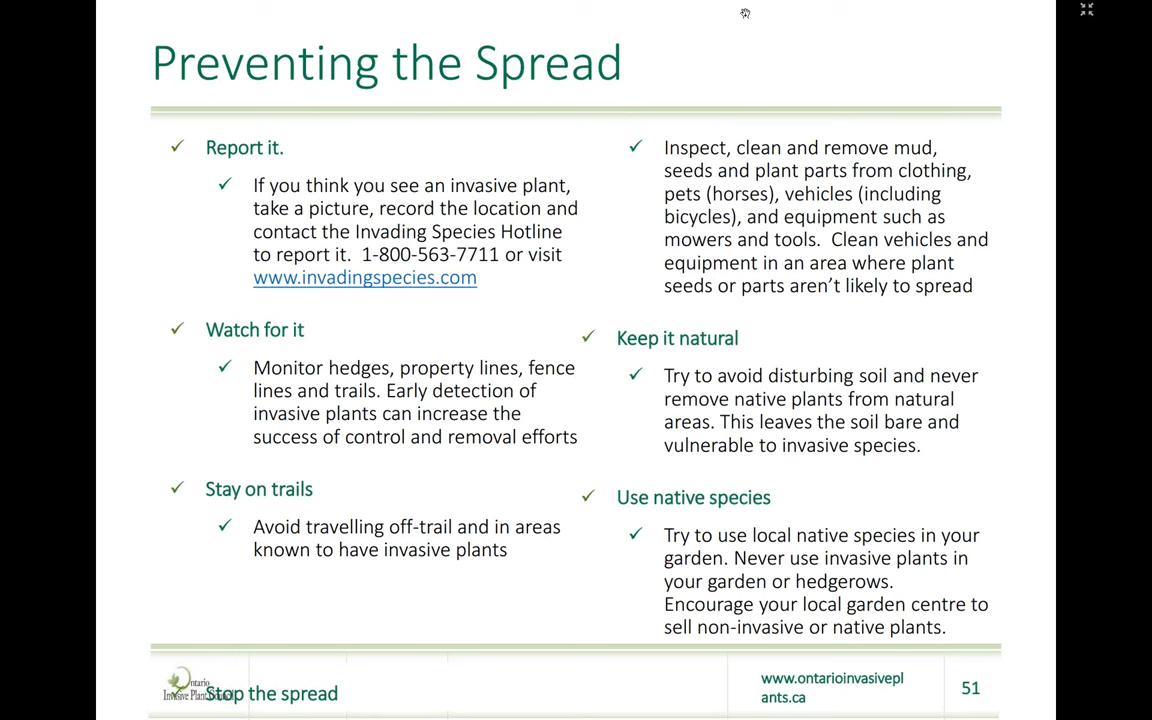 Preventing the Spread
Report it.
If you think you see an invasive plant,
take a picture, record the location and
contact the Invading Species Hotline
to report it. 1-800-563-7711 or visit
www.invadingspecies.com
Watch for it
Monitor hedges, property lines, fence
lines and trails. Early detection of
invasive plants can increase the
success of control and removal efforts
Stay on trails
Avoid travelling off-trail and in areas
known to have invasive plants
Stop the spread
Inspect, clean and remove mud,
seeds and plant parts from clothing,
pets (horses), vehicles (including
bicycles), and equipment such as
mowers and tools. Clean vehicles and
equipment in an area where plant
seeds or parts aren't likely to spread
Keep it natural
Try to avoid disturbing soil and never
remove native plants from natural
areas. This leaves the soil bare and
vulnerable to invasive species.
Use native species
Try to use local native species in your
garden. Never use invasive plants in
your garden or hedgerows.
Encourage your local garden centre to
sell non-invasive or native plants.
Ontario
Invasive Plant
www.ontarioinvasivepl
ants.ca
51